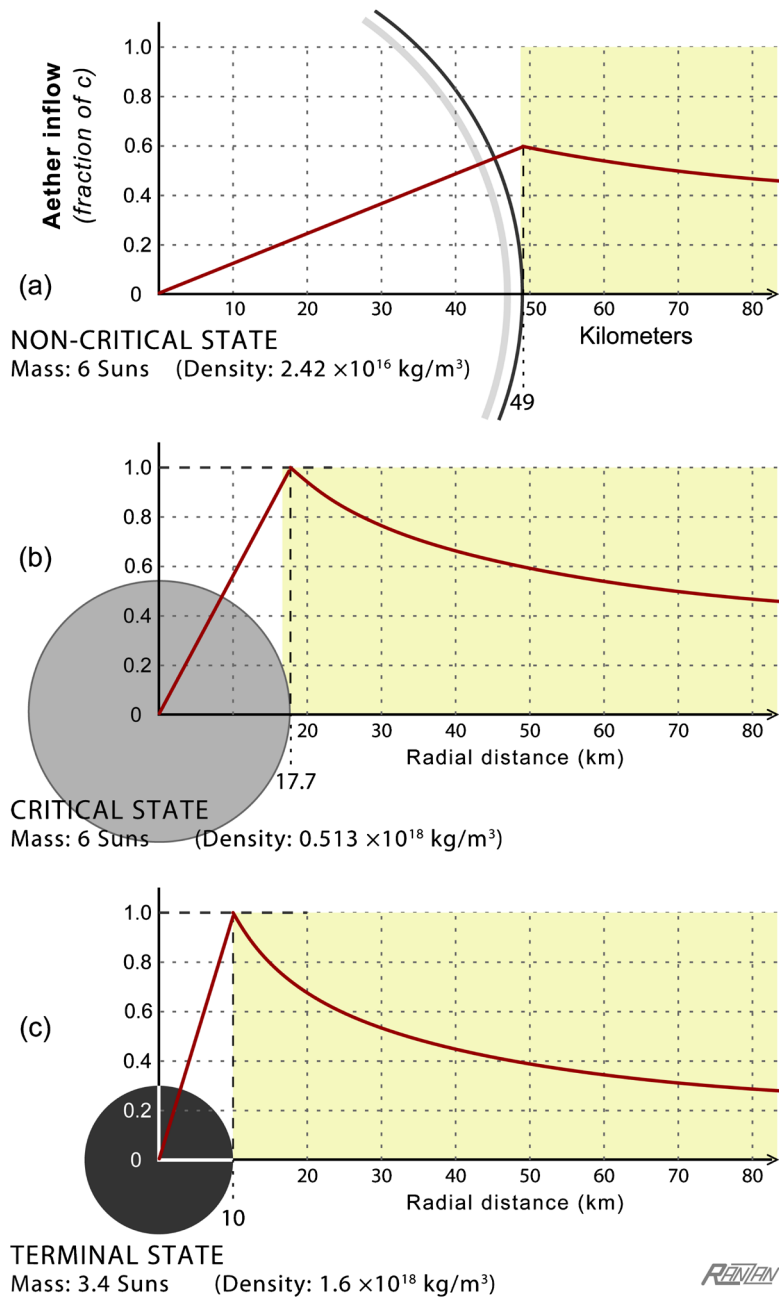 Aether inflow
(fraction of c)
1.0
0.8
0.6
0.4
0.2
0
(a)
10 20 30 40 50 60 70 80
Kilometers
49
NON-CRITICAL STATE
Mass: 6 Suns (Density: 2.42 ×10¹⁶ kg/m³)
1.0
0.8
0.6
0.4
0.2
0
(b)
20 30 40 50 60 70 80
Radial distance (km)
17.7
CRITICAL STATE
Mass: 6 Suns (Density: 0.513 ×10¹⁸ kg/m³)
1.0
0.8
0.6
0.4
0.2
0
(c)
20 30 40 50 60 70 80
Radial distance (km)
10
TERMINAL STATE
Mass: 3.4 Suns (Density: 1.6 ×10¹⁸ kg/m³)
RANZAN